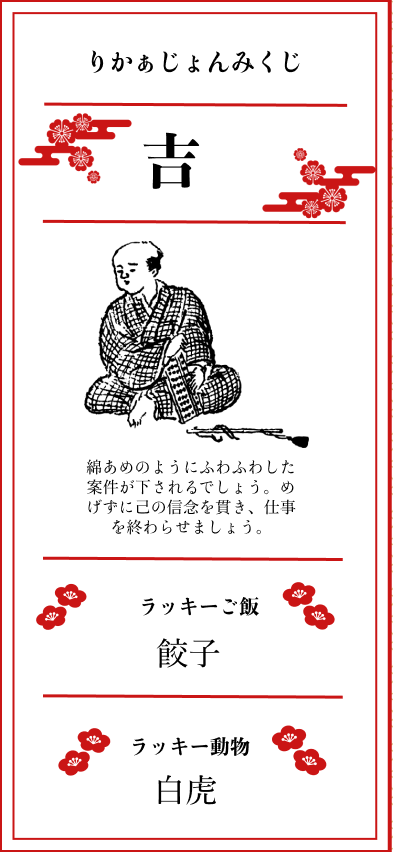 りかぁじょんみくじ
吉
綿あめのようにふわふわした
案件が下されるでしょう。め
げずに己の信念を貫き、仕事
を終わらせましょう。
ラッキーご飯
餃子
ラッキー動物
白虎